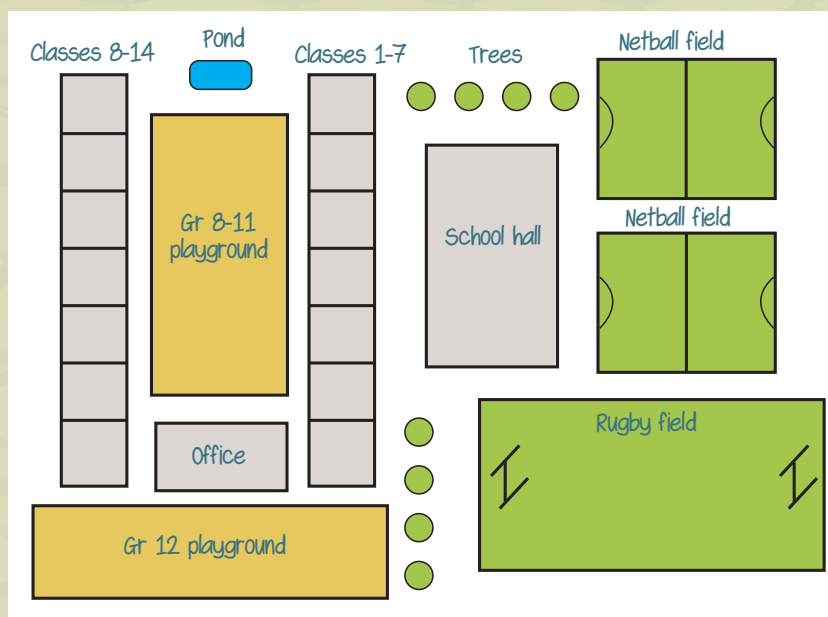 Classes 8-14
Pond
Classes 1-7
Trees
Netball field
Gr 8-11
playground
School hall
Netball field
Office
Rugby field
Gr 12 playground